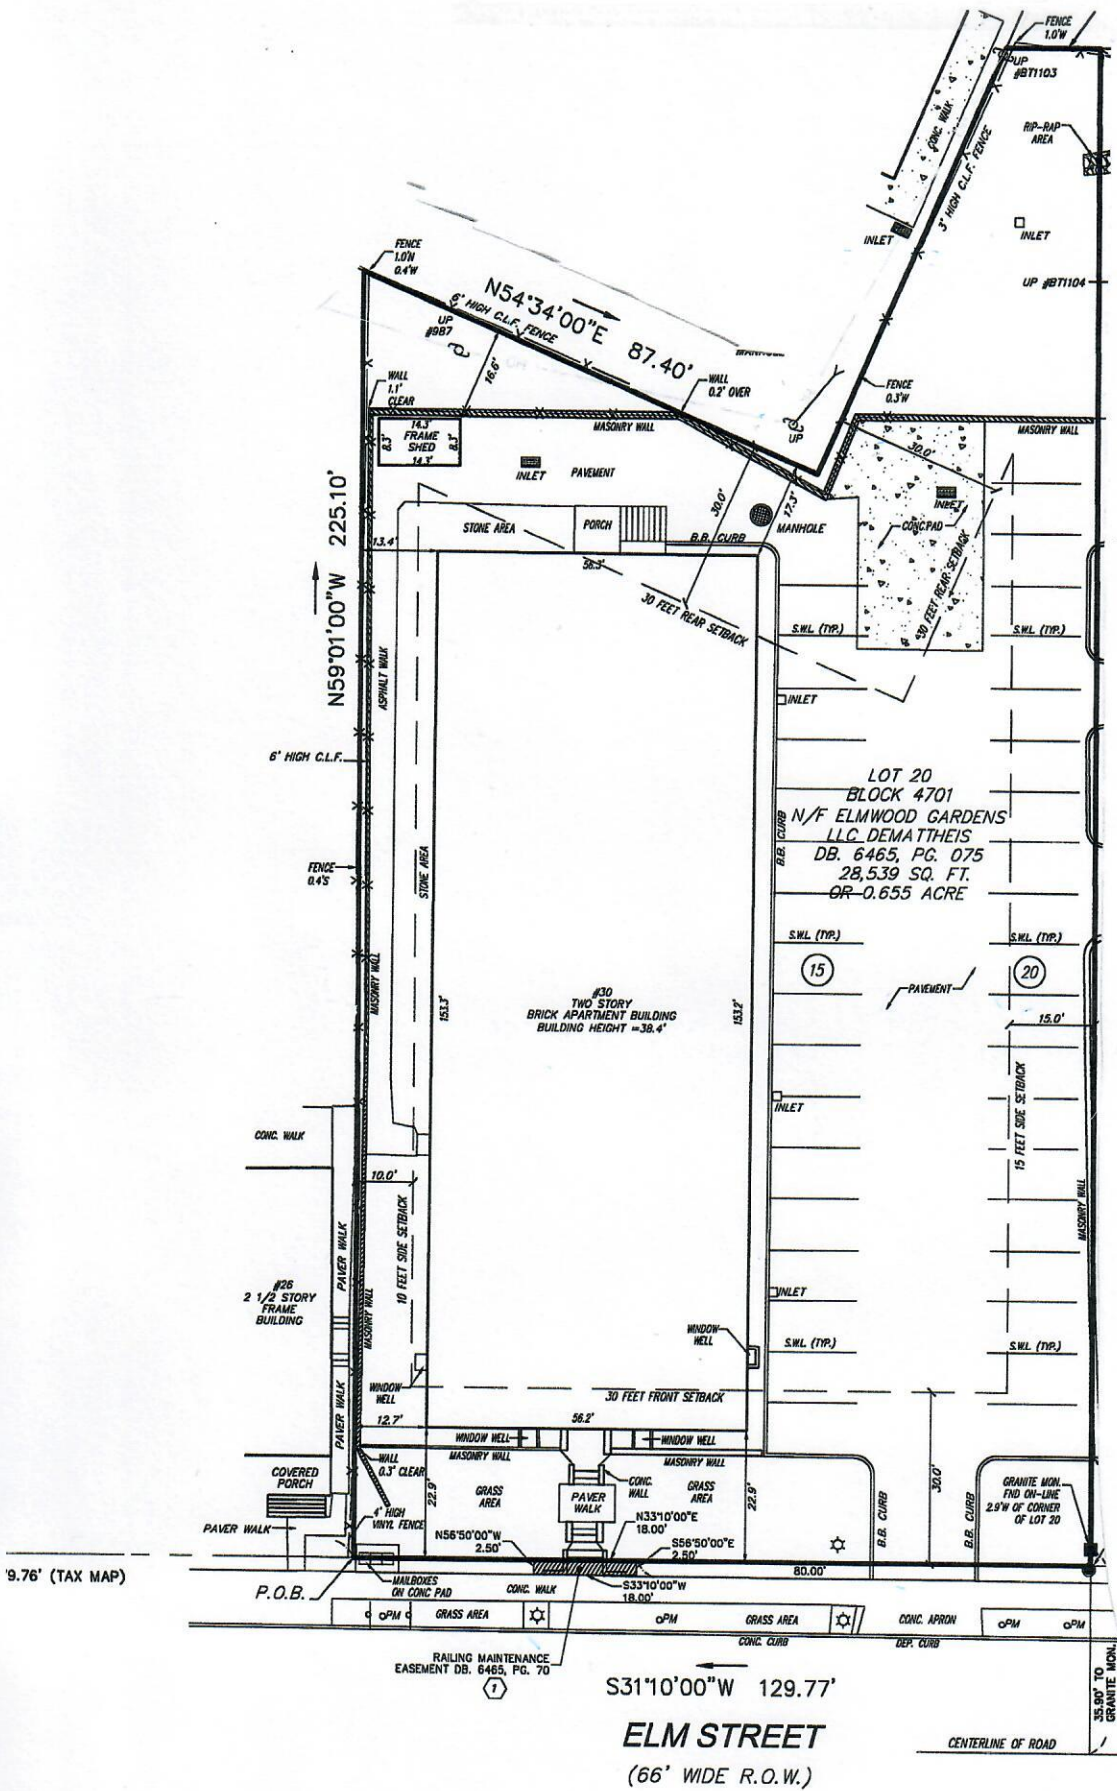 FENCE
1.0'W
UP
#BT1103
CONC. WALK
3' HIGH C.L.F. FENCE
RIP-RAP
AREA
INLET
INLET
UP #BT1104
FENCE
1.0'N
0.4'W
N54°34'00"E 87.40'
6' HIGH C.L.F. FENCE
UP
#987
16.6'
WALL
0.2' OVER
FENCE
0.3'W
UP
WALL
1.1'
CLEAR
14.3'
FRAME
SHED
14.3'
8.3'
8.3'
MASONRY WALL
MASONRY WALL
INLET
PAVEMENT
30.0'
17.3'
30.0'
INLET
CONC.PAD
MANHOLE
STONE AREA
PORCH
B.B. CURB
13.4'
56.3'
30 FEET REAR SETBACK
30 FEET REAR SETBACK
N59°01'00"W 225.10'
ASPHALT WALK
S.W.L (TYP.)
S.W.L (TYP.)
INLET
6' HIGH C.L.F.
LOT 20
BLOCK 4701
N/F ELMWOOD GARDENS
LLC DEMATTHEIS
DB. 6465, PG. 075
28,539 SQ. FT.
OR 0.655 ACRE
B.B. CURB
FENCE
0.4'S
STONE AREA
S.W.L (TYP.)
S.W.L (TYP.)
15
20
PAVEMENT
MASONRY WALL
153.3'
#30
TWO STORY
BRICK APARTMENT BUILDING
BUILDING HEIGHT =38.4'
153.2'
15.0'
INLET
15 FEET SIDE SETBACK
CONC. WALK
10.0'
10 FEET SIDE SETBACK
MASONRY WALL
PAVER WALK
#26
2 1/2 STORY
FRAME
BUILDING
MASONRY WALL
INLET
WINDOW
WELL
S.W.L (TYP.)
S.W.L (TYP.)
WINDOW
WELL
30 FEET FRONT SETBACK
PAVER WALK
12.7'
56.2'
WINDOW WELL
WINDOW WELL
MASONRY WALL
MASONRY WALL
WALL
0.3' CLEAR
COVERED
PORCH
22.9'
GRASS
AREA
CONC.
WALL
GRASS
AREA
22.9'
30.0'
GRANITE MON.
FND ON-LINE
2.9'W OF CORNER
OF LOT 20
PAVER
WALK
4' HIGH
VINYL FENCE
B.B. CURB
B.B. CURB
PAVER WALK
N56°50'00"W
2.50'
N33°10'00"E
18.00'
S56°50'00"E
2.50'
9.76' (TAX MAP)
P.O.B.
MAILBOXES
ON CONC PAD
CONC. WALK
S33°10'00"W
18.00'
80.00'
PM
GRASS AREA
PM
GRASS AREA
CONC. APRON
PM
PM
CONC. CURB
DEP. CURB
RAILING MAINTENANCE
EASEMENT DB. 6465, PG. 70
1
S31°10'00"W 129.77'
35.90' TO
GRANITE MON.
ELM STREET
CENTERLINE OF ROAD
(66' WIDE R.O.W.)